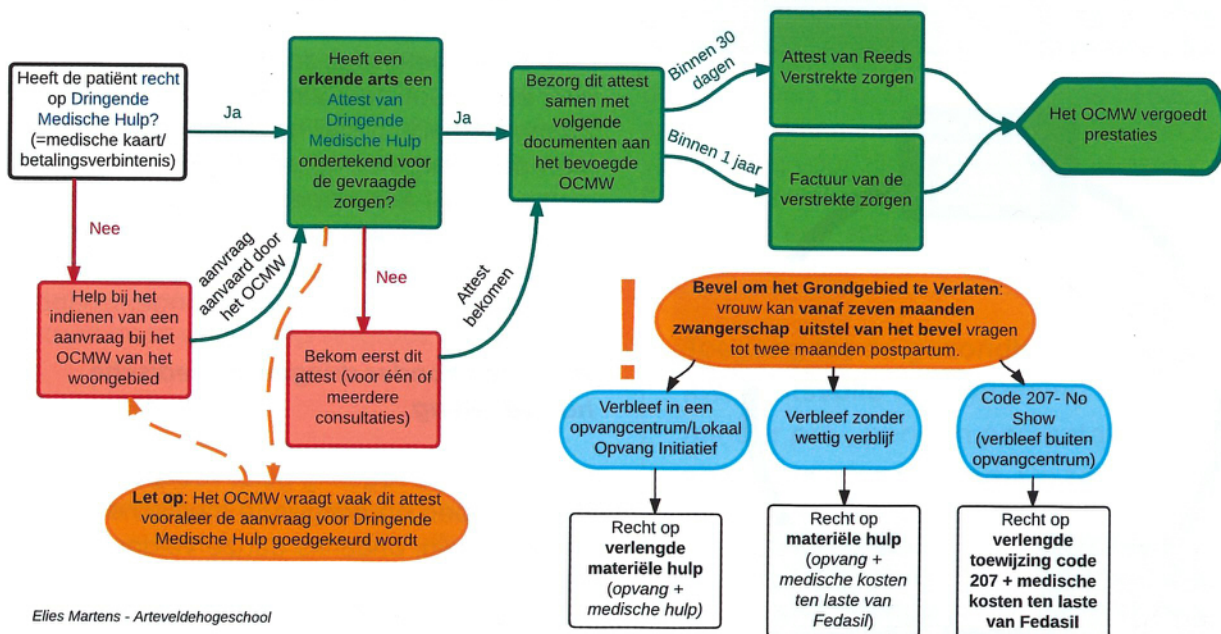 Heeft de patiënt recht
op Dringende
Medische Hulp?
(=medische kaart/
betalingsverbintenis)
Ja
Nee
Help bij het
indienen van een
aanvraag bij het
OCMW van het
woongebied
aanvraag
aanvaard door
het OCMW
Heeft een
erkende arts een
Attest van
Dringende
Medische Hulp
ondertekend voor
de gevraagde
zorgen?
Ja
Nee
Bekom eerst dit
attest (voor één of
meerdere
consultaties)
Attest
bekomen
Bezorg dit attest
samen met
volgende
documenten aan
het bevoegde
OCMW
Binnen 30
dagen
Attest van Reeds
Verstrekte zorgen
Binnen 1 jaar
Factuur van de
verstrekte zorgen
Het OCMW vergoedt
prestaties
Let op: Het OCMW vraagt vaak dit attest
vooraleer de aanvraag voor Dringende
Medische Hulp goedgekeurd wordt
!
Bevel om het Grondgebied te Verlaten:
vrouw kan vanaf zeven maanden
zwangerschap uitstel van het bevel vragen
tot twee maanden postpartum.
Verbleef in een
opvangcentrum/Lokaal
Opvang Initiatief
Recht op
verlengde
materiële hulp
(opvang +
medische hulp)
Verbleef zonder
wettig verblijf
Recht op
materiële hulp
(opvang +
medische kosten
ten laste van
Fedasil)
Code 207- No
Show
(verbleef buiten
opvangcentrum)
Recht op
verlengde
toewijzing code
207 + medische
kosten ten laste
van Fedasil
Elies Martens - Arteveldehogeschool